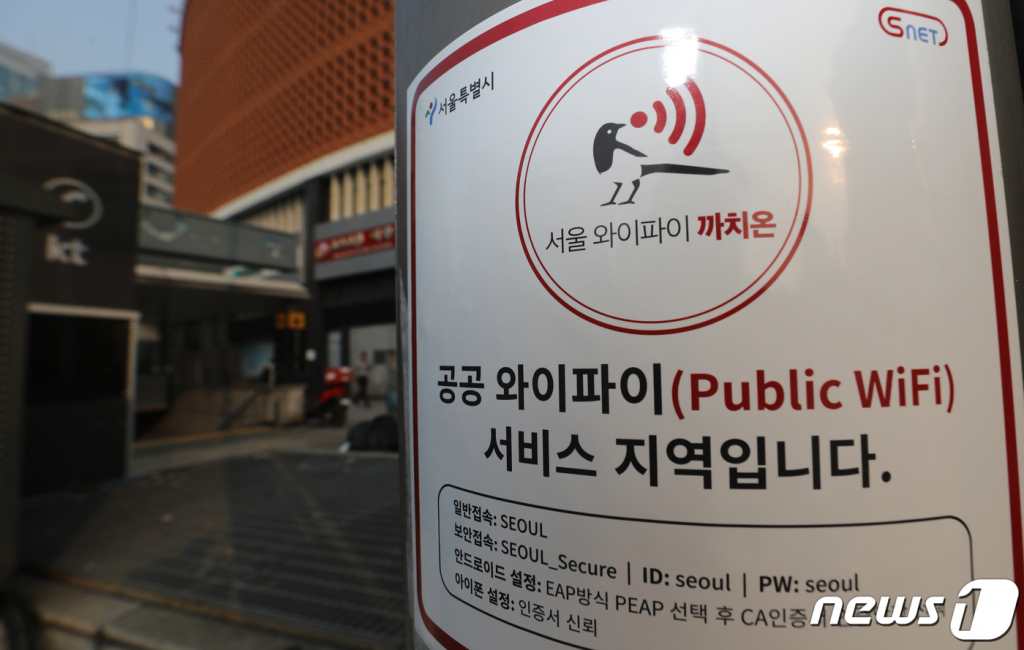 SNET
서울특별시
서울 와이파이 까치온
공공 와이파이(Public WiFi)
서비스 지역입니다.
일반접속: SEOUL
보안접속: SEOUL_Secure | ID: seoul | PW: seoul
안드로이드 설정: EAP방식 PEAP 선택 후 CA인증서
아이폰 설정: 인증서 신뢰
kt
news1